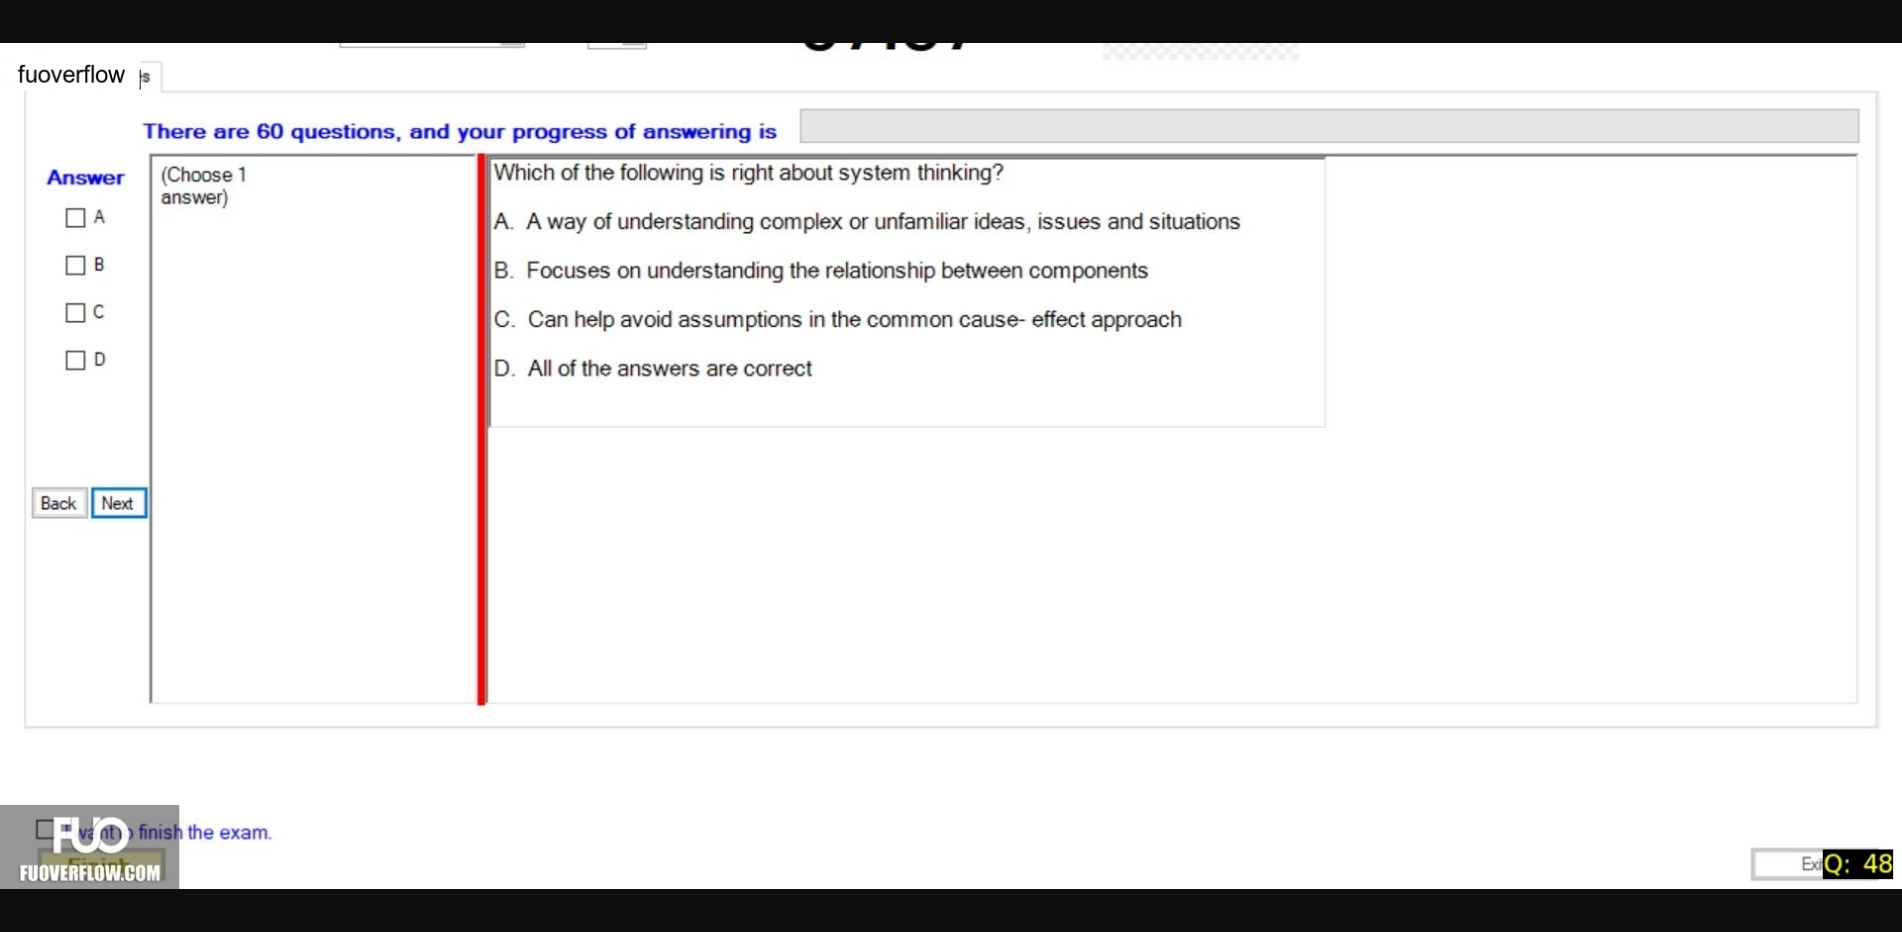 fuoverflow
There are 60 questions, and your progress of answering is
Answer
(Choose 1
answer)
A
B
C
D
Which of the following is right about system thinking?
A. A way of understanding complex or unfamiliar ideas, issues and situations
B. Focuses on understanding the relationship between components
C. Can help avoid assumptions in the common cause- effect approach
D. All of the answers are correct
Back Next
I want to finish the exam.
FUO
FUOVERFLOW.COM
Q: 48